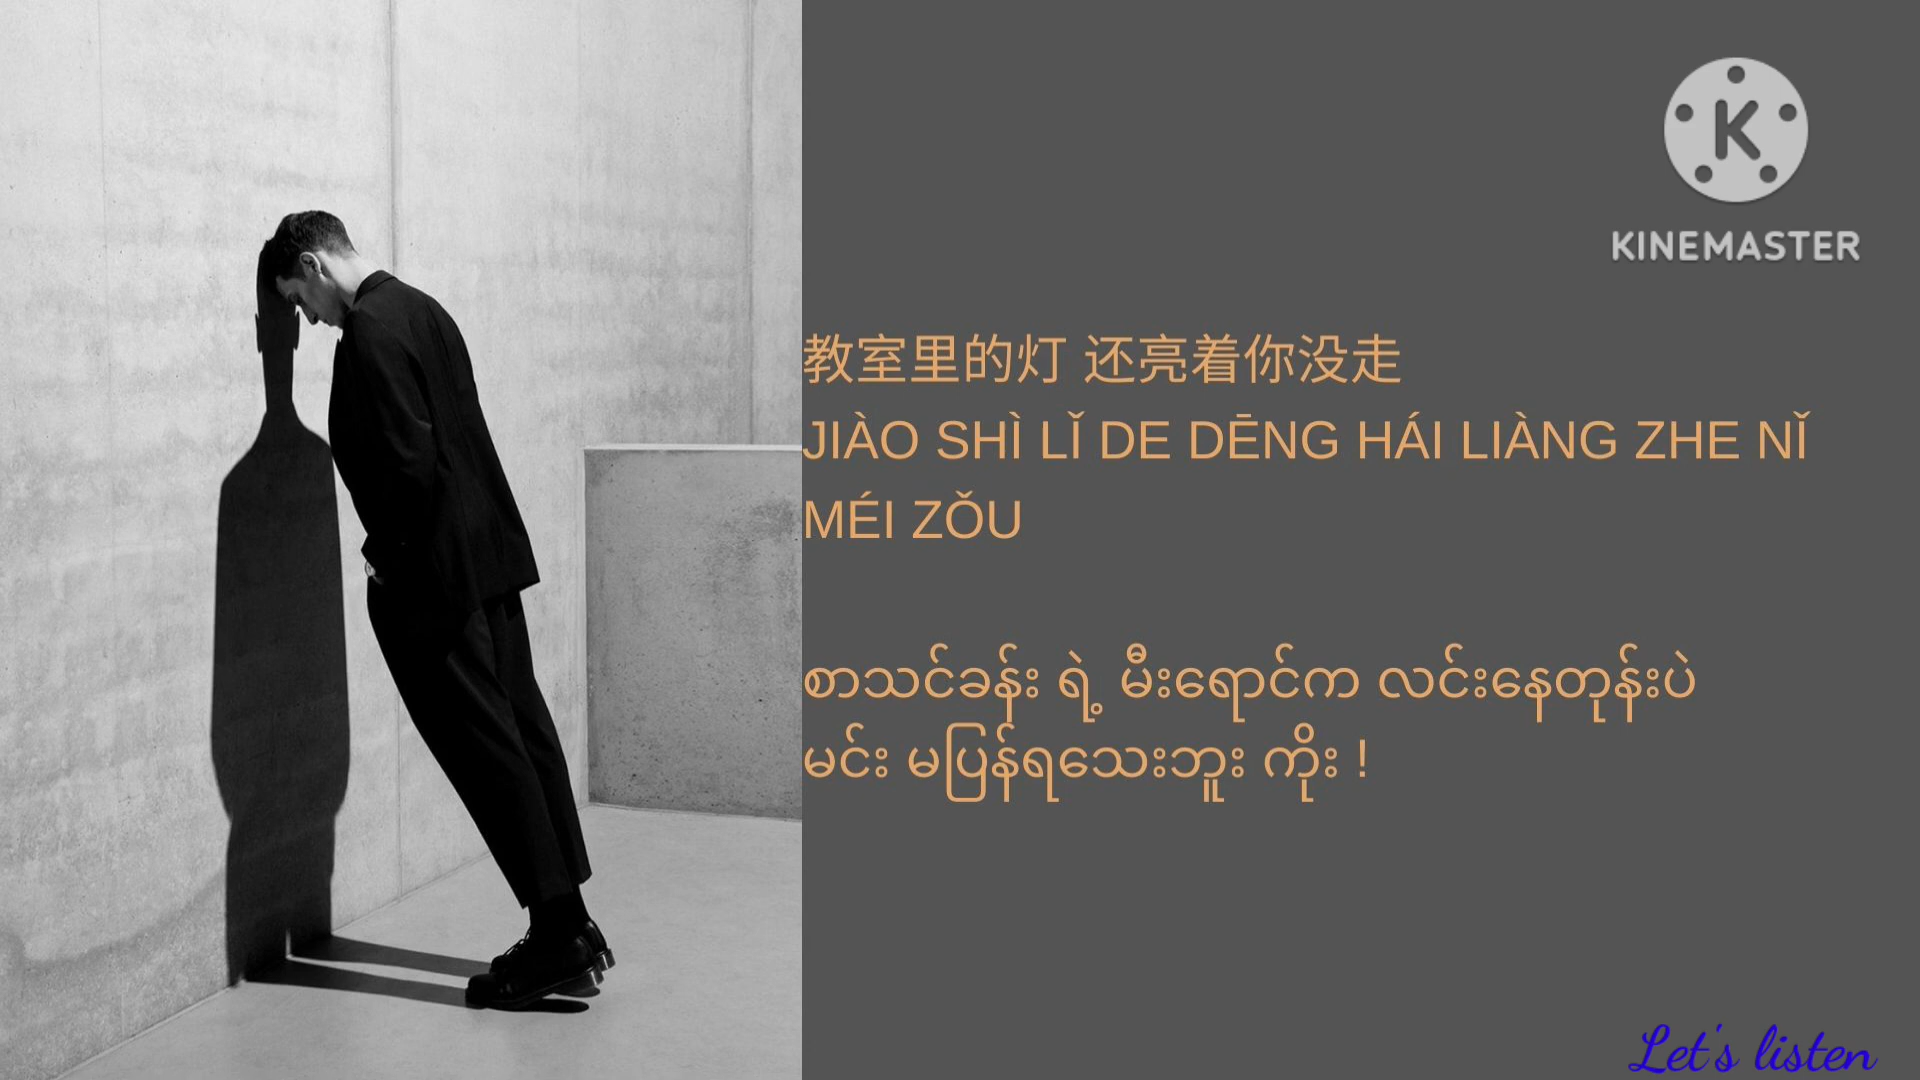 KINEMASTER
教室里的灯 还亮着你没走
JIÀO SHÌ LǏ DE DĒNG HÁI LIÀNG ZHE NǏ
MÉI ZǑU
စာသင်ခန်း ရဲ့ မီးရောင်က လင်းနေတုန်းပဲ
မင်း မပြန်ရသေးဘူး ကိုး !
Let's listen